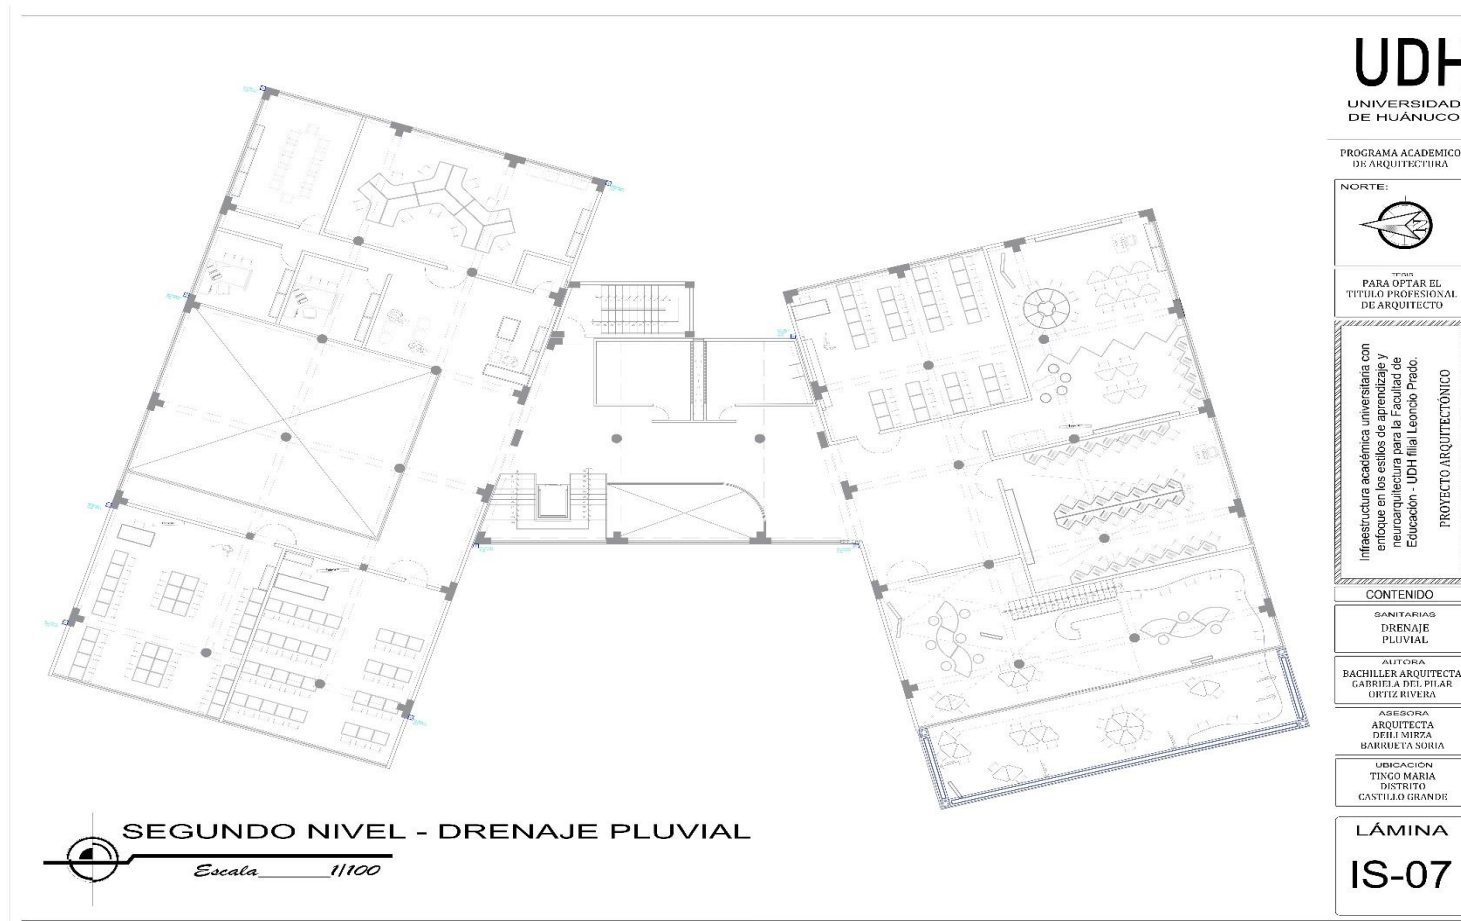 UDH
UNIVERSIDAD
DE HUÁNUCO
PROGRAMA ACADEMICO
DE ARQUITECTURA
NORTE:
TESIS
PARA OPTAR EL
TITULO PROFESIONAL
DE ARQUITECTO
Infraestructura académica universitaria con
enfoque en los estilos de aprendizaje y
neuroarquitectura para la Facultad de
Educación - UDH filial Leoncio Prado.
PROYECTO ARQUITECTÓNICO
CONTENIDO
SANITARIAS
DRENAJE
PLUVIAL
AUTORA
BACHILLER ARQUITECTA
GABRIELA DEL PILAR
ORTIZ RIVERA
ASESORA
ARQUITECTA
DEILI MIRZA
BARRUETA SORIA
UBICACIÓN
TINGO MARIA
DISTRITO
CASTILLO GRANDE
LÁMINA
IS-07
SEGUNDO NIVEL - DRENAJE PLUVIAL
Escala________1/100